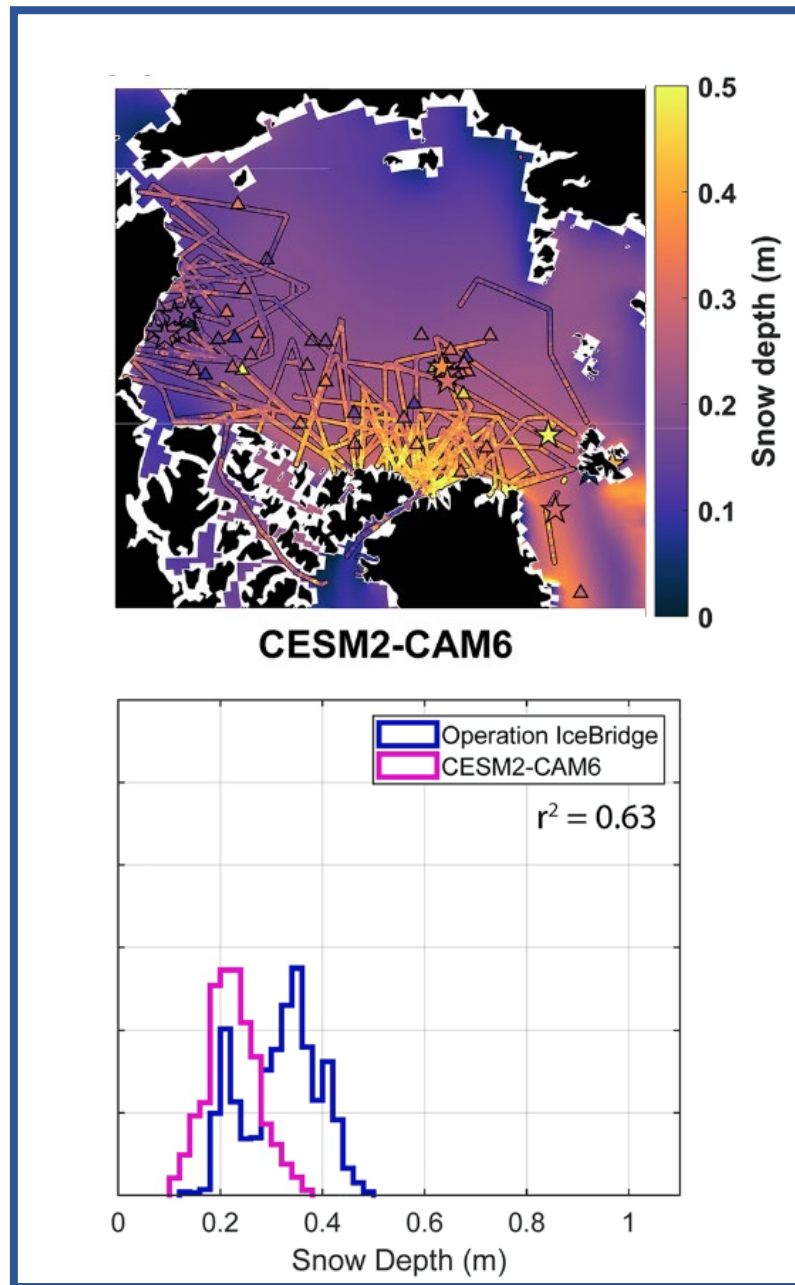 0.5
0.4
0.3
0.2
0.1
0
Snow depth (m)
CESM2-CAM6
Operation IceBridge
CESM2-CAM6
r² = 0.63
0 0.2 0.4 0.6 0.8 1
Snow Depth (m)